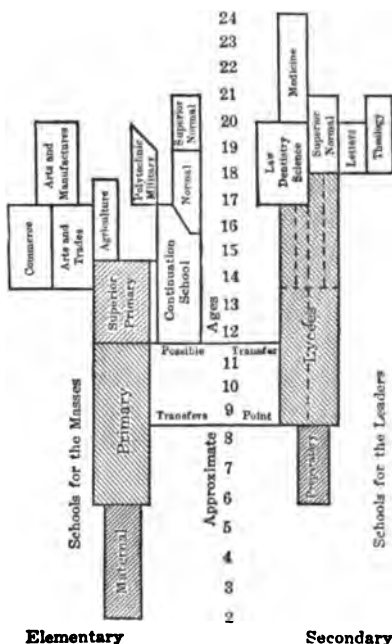 24
23
22
21
20
19
18
17
16
15
14
13
12
11
10
9
8
7
6
5
4
3
2
Approximate
Ages
Schools for the Masses
Commerce
Arts and
Manufactures
Arts and
Trades
Agriculture
Polytechnic
Military
Superior Normal
Normal
Continuation
School
Superior
Primary
Primary
Maternal
Possible Transfer
Transfers Point
Medicine
Law
Dentistry
Science
Superior
Normal
Letters
Theology
Lycées
Preparatory
Schools for the Leaders
Elementary
Secondary